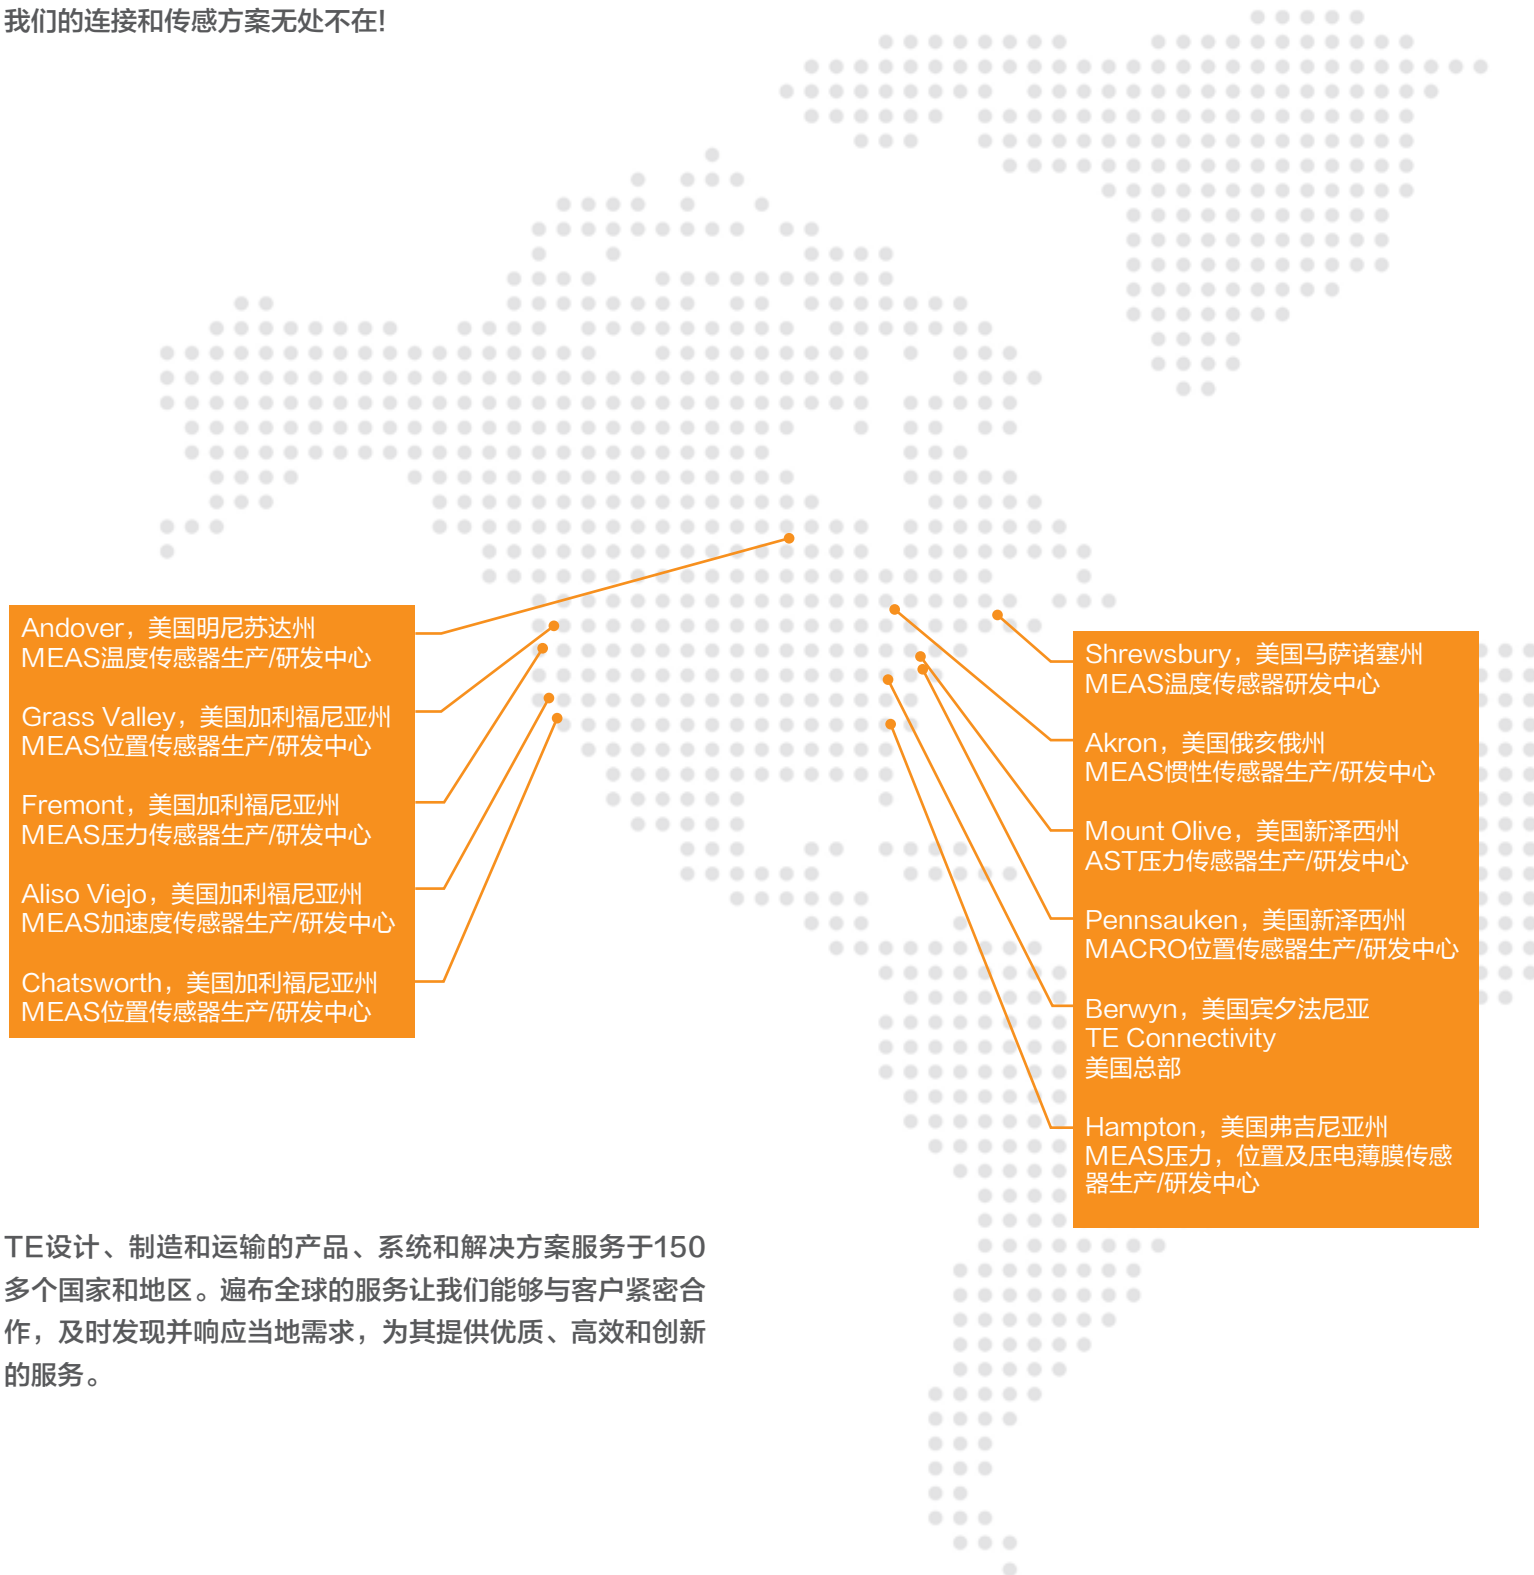 我们的连接和传感方案无处不在!
Andover，美国明尼苏达州
MEAS温度传感器生产/研发中心
Grass Valley，美国加利福尼亚州
MEAS位置传感器生产/研发中心
Fremont，美国加利福尼亚州
MEAS压力传感器生产/研发中心
Aliso Viejo，美国加利福尼亚州
MEAS加速度传感器生产/研发中心
Chatsworth，美国加利福尼亚州
MEAS位置传感器生产/研发中心
Shrewsbury，美国马萨诸塞州
MEAS温度传感器研发中心
Akron，美国俄亥俄州
MEAS惯性传感器生产/研发中心
Mount Olive，美国新泽西州
AST压力传感器生产/研发中心
Pennsauken，美国新泽西州
MACRO位置传感器生产/研发中心
Berwyn，美国宾夕法尼亚
TE Connectivity
美国总部
Hampton，美国弗吉尼亚州
MEAS压力，位置及压电薄膜传感
器生产/研发中心
TE设计、制造和运输的产品、系统和解决方案服务于150
多个国家和地区。遍布全球的服务让我们能够与客户紧密合
作，及时发现并响应当地需求，为其提供优质、高效和创新
的服务。